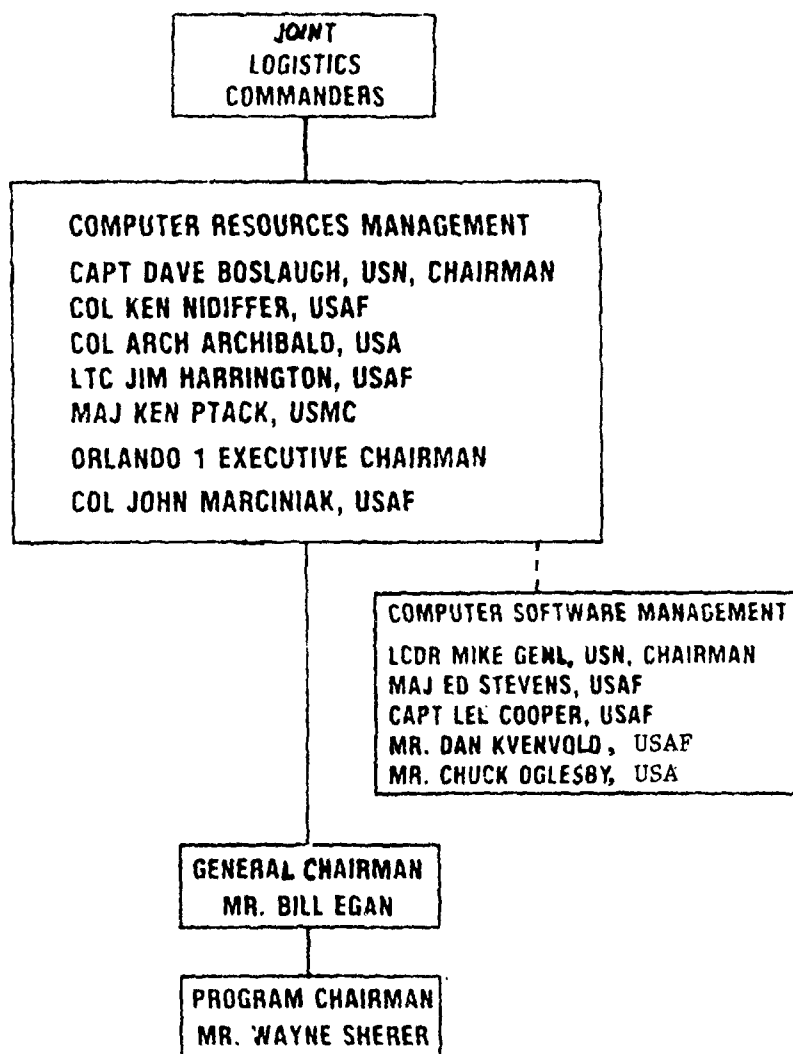 JOINT
LOGISTICS
COMMANDERS
COMPUTER RESOURCES MANAGEMENT
CAPT DAVE BOSLAUGH, USN, CHAIRMAN
COL KEN NIDIFFER, USAF
COL ARCH ARCHIBALD, USA
LTC JIM HARRINGTON, USAF
MAJ KEN PTACK, USMC
ORLANDO 1 EXECUTIVE CHAIRMAN
COL JOHN MARCINIAK, USAF
COMPUTER SOFTWARE MANAGEMENT
LCDR MIKE GEHL, USN, CHAIRMAN
MAJ ED STEVENS, USAF
CAPT LEE COOPER, USAF
MR. DAN KVENVOLD, USAF
MR. CHUCK OGLESBY, USA
GENERAL CHAIRMAN
MR. BILL EGAN
PROGRAM CHAIRMAN
MR. WAYNE SHERER